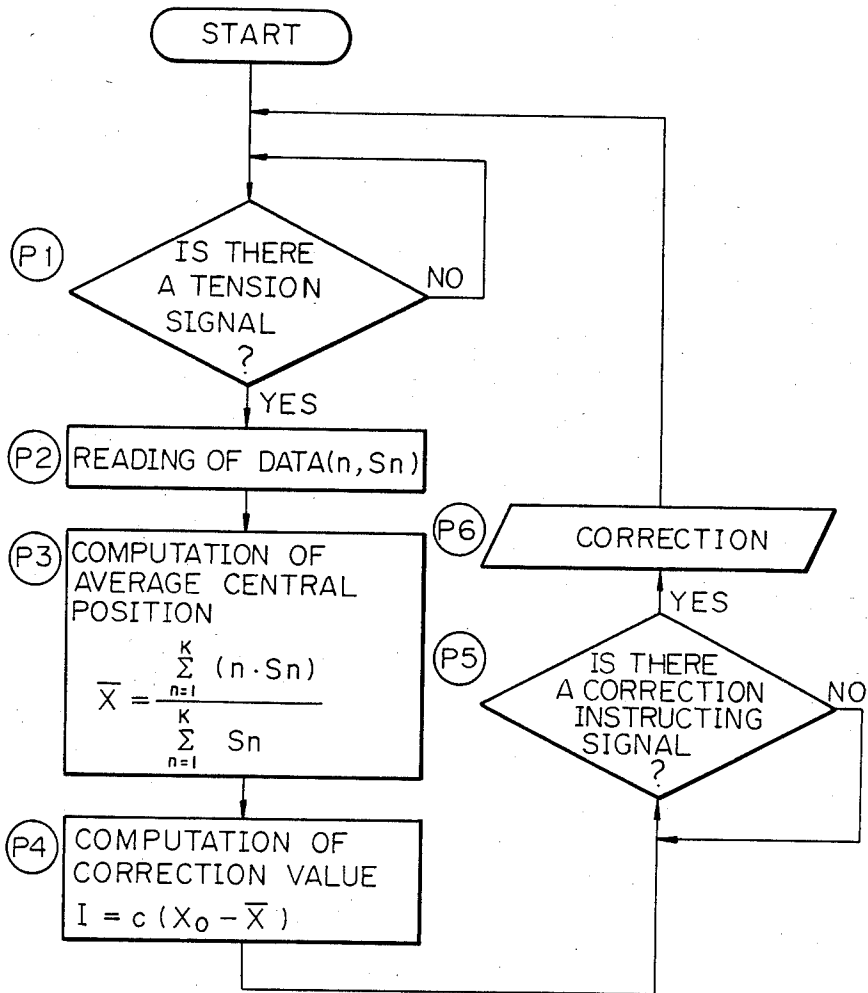 START
P1
IS THERE
A TENSION
SIGNAL
?
NO
YES
P2
READING OF DATA(n,Sn)
P3
COMPUTATION OF
AVERAGE CENTRAL
POSITION
X̅ = K Σ n=1 (n·Sn) / K Σ n=1 Sn
P4
COMPUTATION OF
CORRECTION VALUE
I = c(X₀ − X̅)
P5
IS THERE
A CORRECTION
INSTRUCTING
SIGNAL
?
NO
YES
P6
CORRECTION